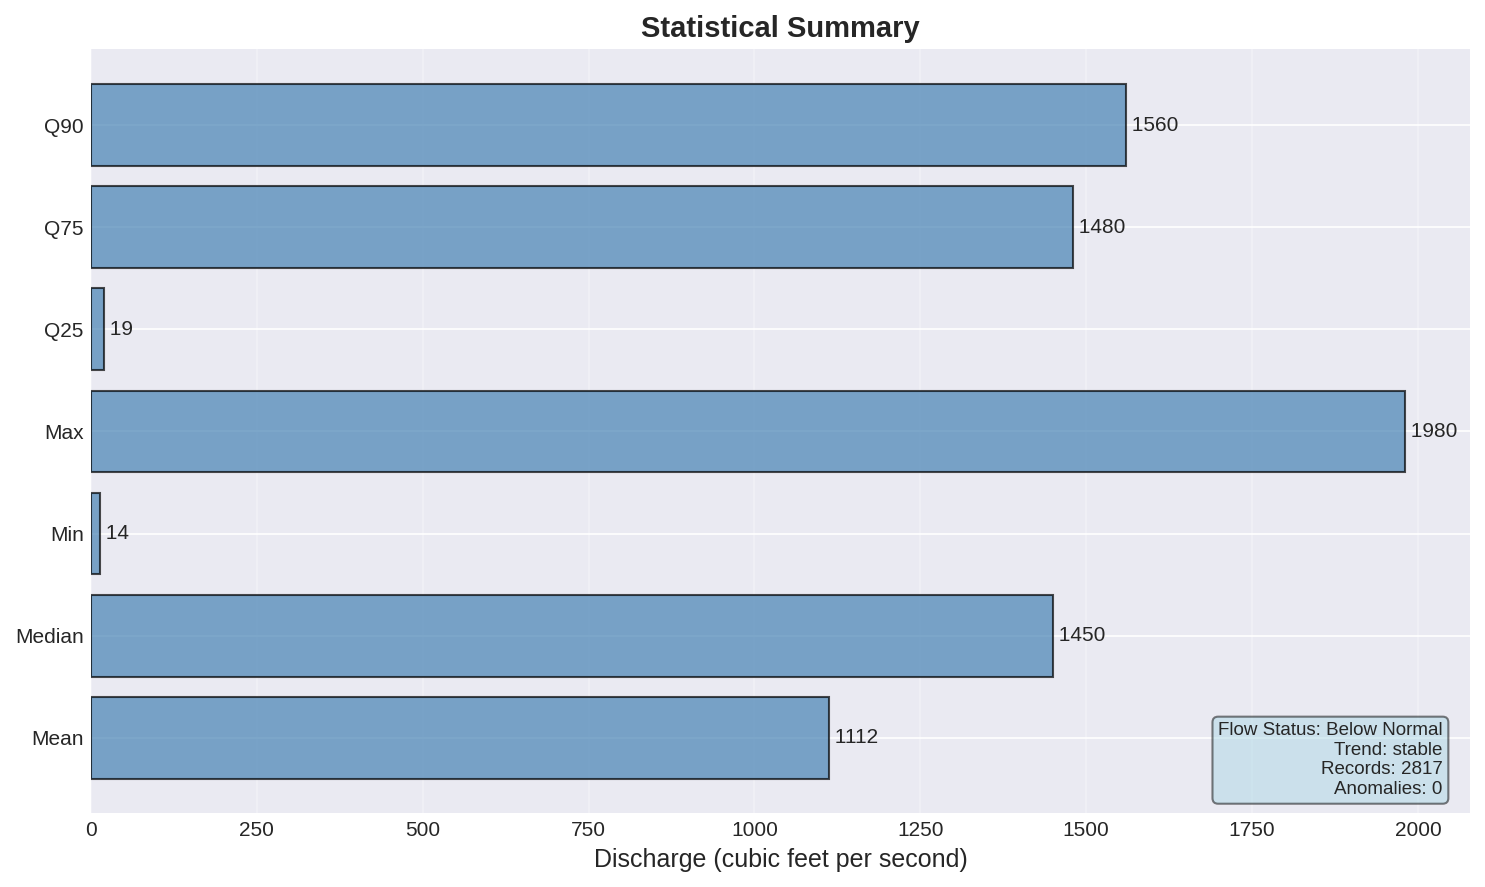 Statistical Summary
Q90
1560
Q75
1480
Q25
19
Max
1980
Min
14
Median
1450
Mean
1112
Flow Status: Below Normal
Trend: stable
Records: 2817
Anomalies: 0
0 250 500 750 1000 1250 1500 1750 2000
Discharge (cubic feet per second)